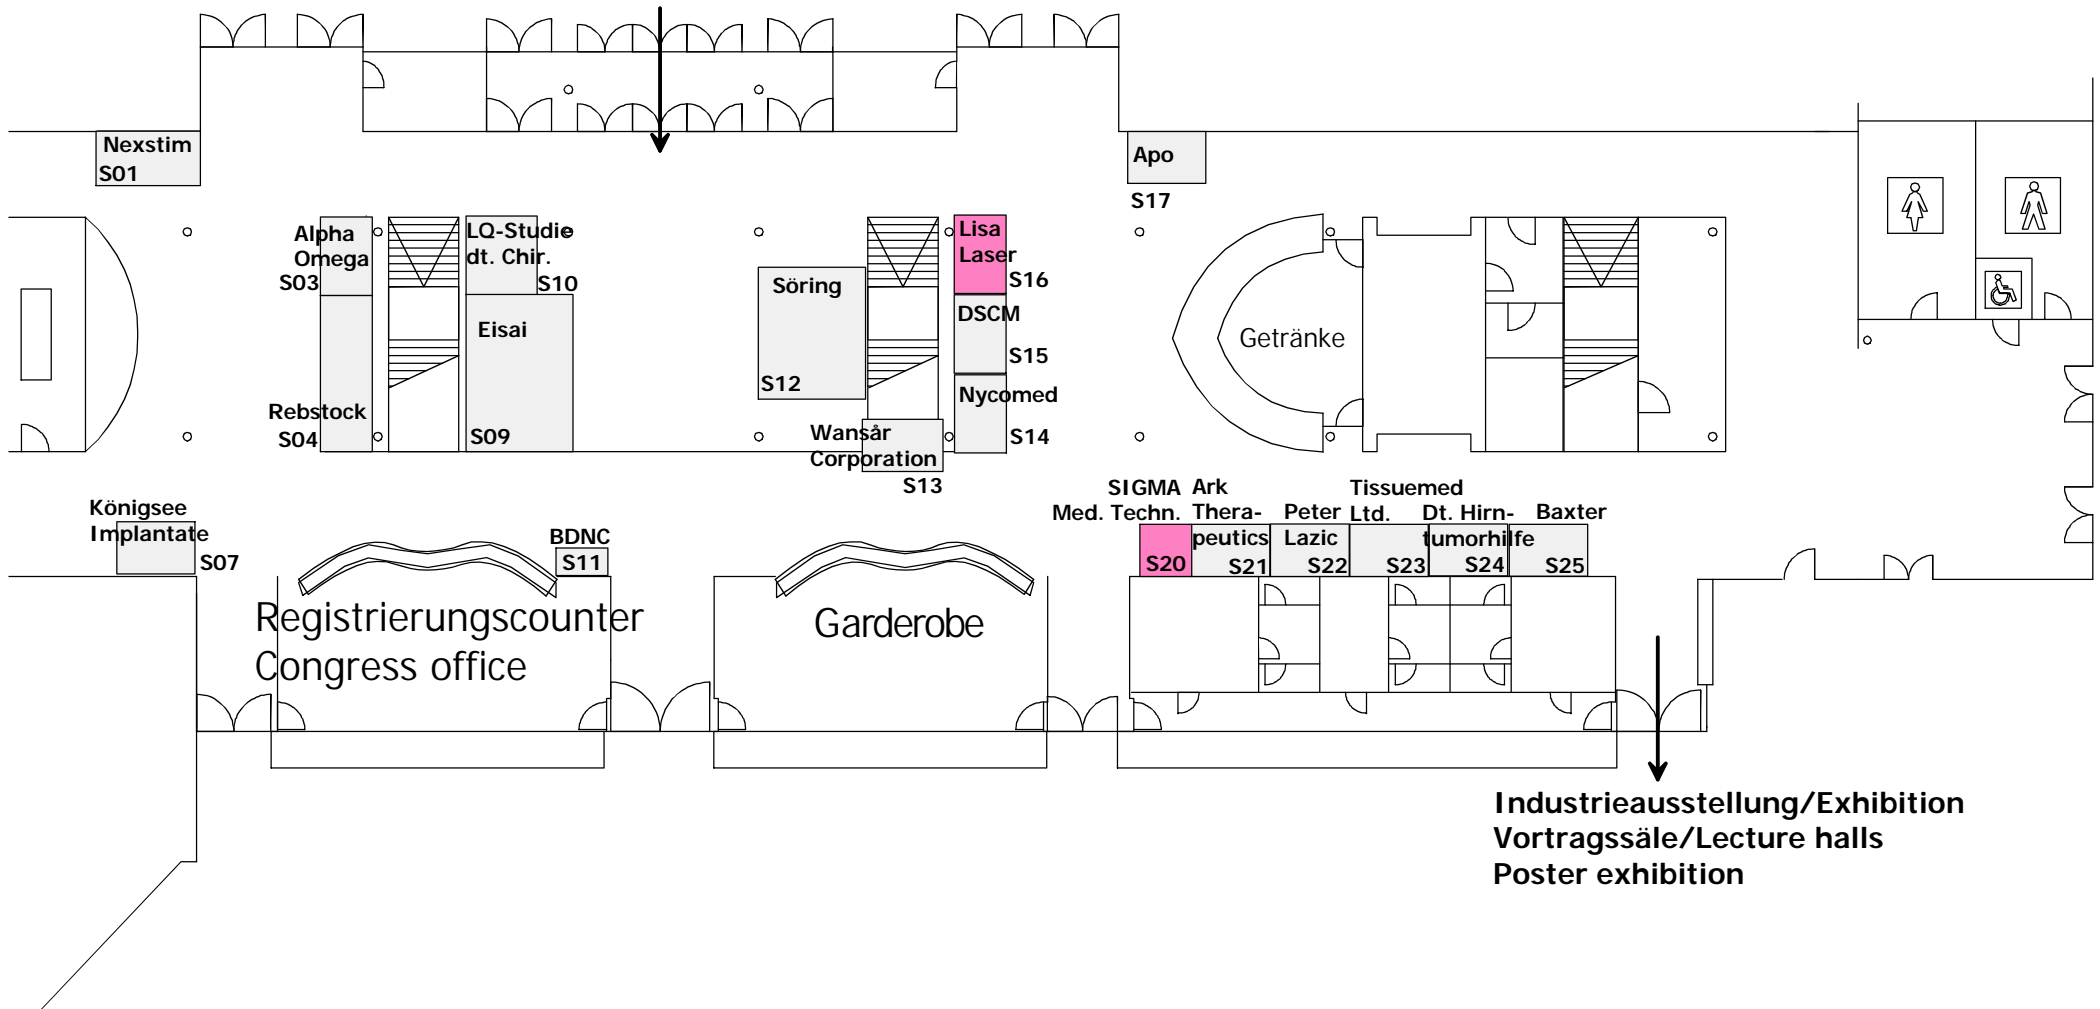 Nexstim
S01
Apo
S17
Alpha
Omega
S03
LQ-Studie
dt. Chir.
S10
Lisa
Laser
S16
Söring
S12
DSCM
S15
Eisai
S09
Getränke
Nycomed
S14
Rebstock
S04
Wansår
Corporation
S13
Königsee
Implantate
S07
BDNC
S11
SIGMA
Med. Techn.
S20
Ark
Thera-
peutics
S21
Peter
Lazic
S22
Tissuemed
Ltd.
S23
Dt. Hirn-
tumorhilfe
S24
Baxter
S25
Registrierungscounter
Congress office
Garderobe
Industrieausstellung/Exhibition
Vortragssäle/Lecture halls
Poster exhibition